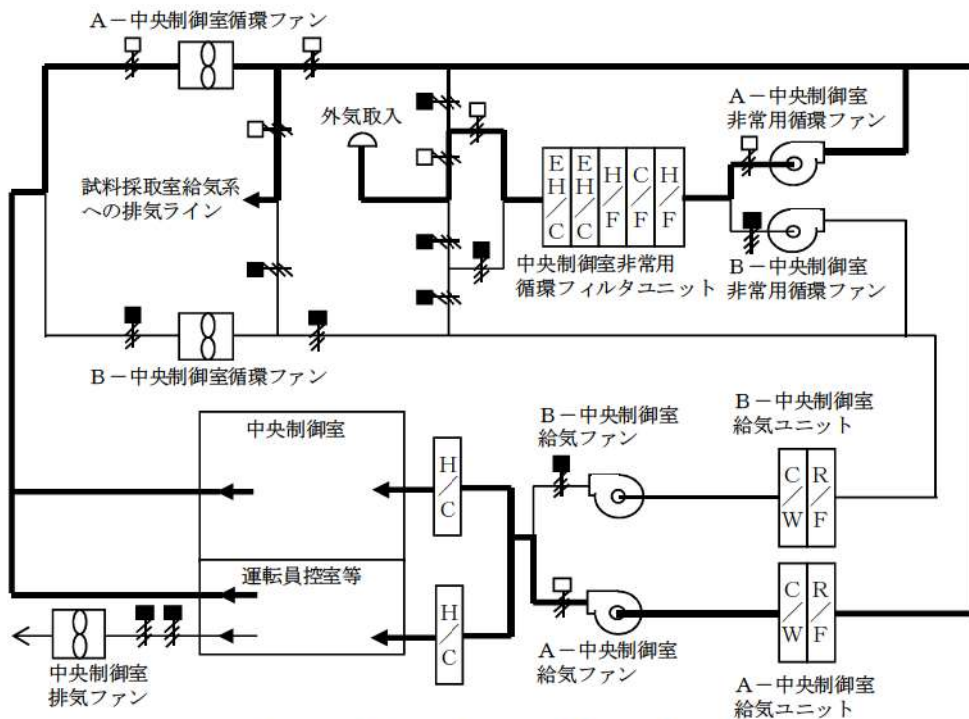 A－中央制御室循環ファン
外気取入
A－中央制御室
非常用循環ファン
試料採取室給気系
への排気ライン
EH/C
EH/C
H/F
C/F
H/F
中央制御室非常用
循環フィルタユニット
B－中央制御室
非常用循環ファン
B－中央制御室循環ファン
中央制御室
H/C
B－中央制御室
給気ファン
B－中央制御室
給気ユニット
C/W
R/F
運転員控室等
H/C
C/W
R/F
中央制御室
排気ファン
A－中央制御室
給気ファン
A－中央制御室
給気ユニット